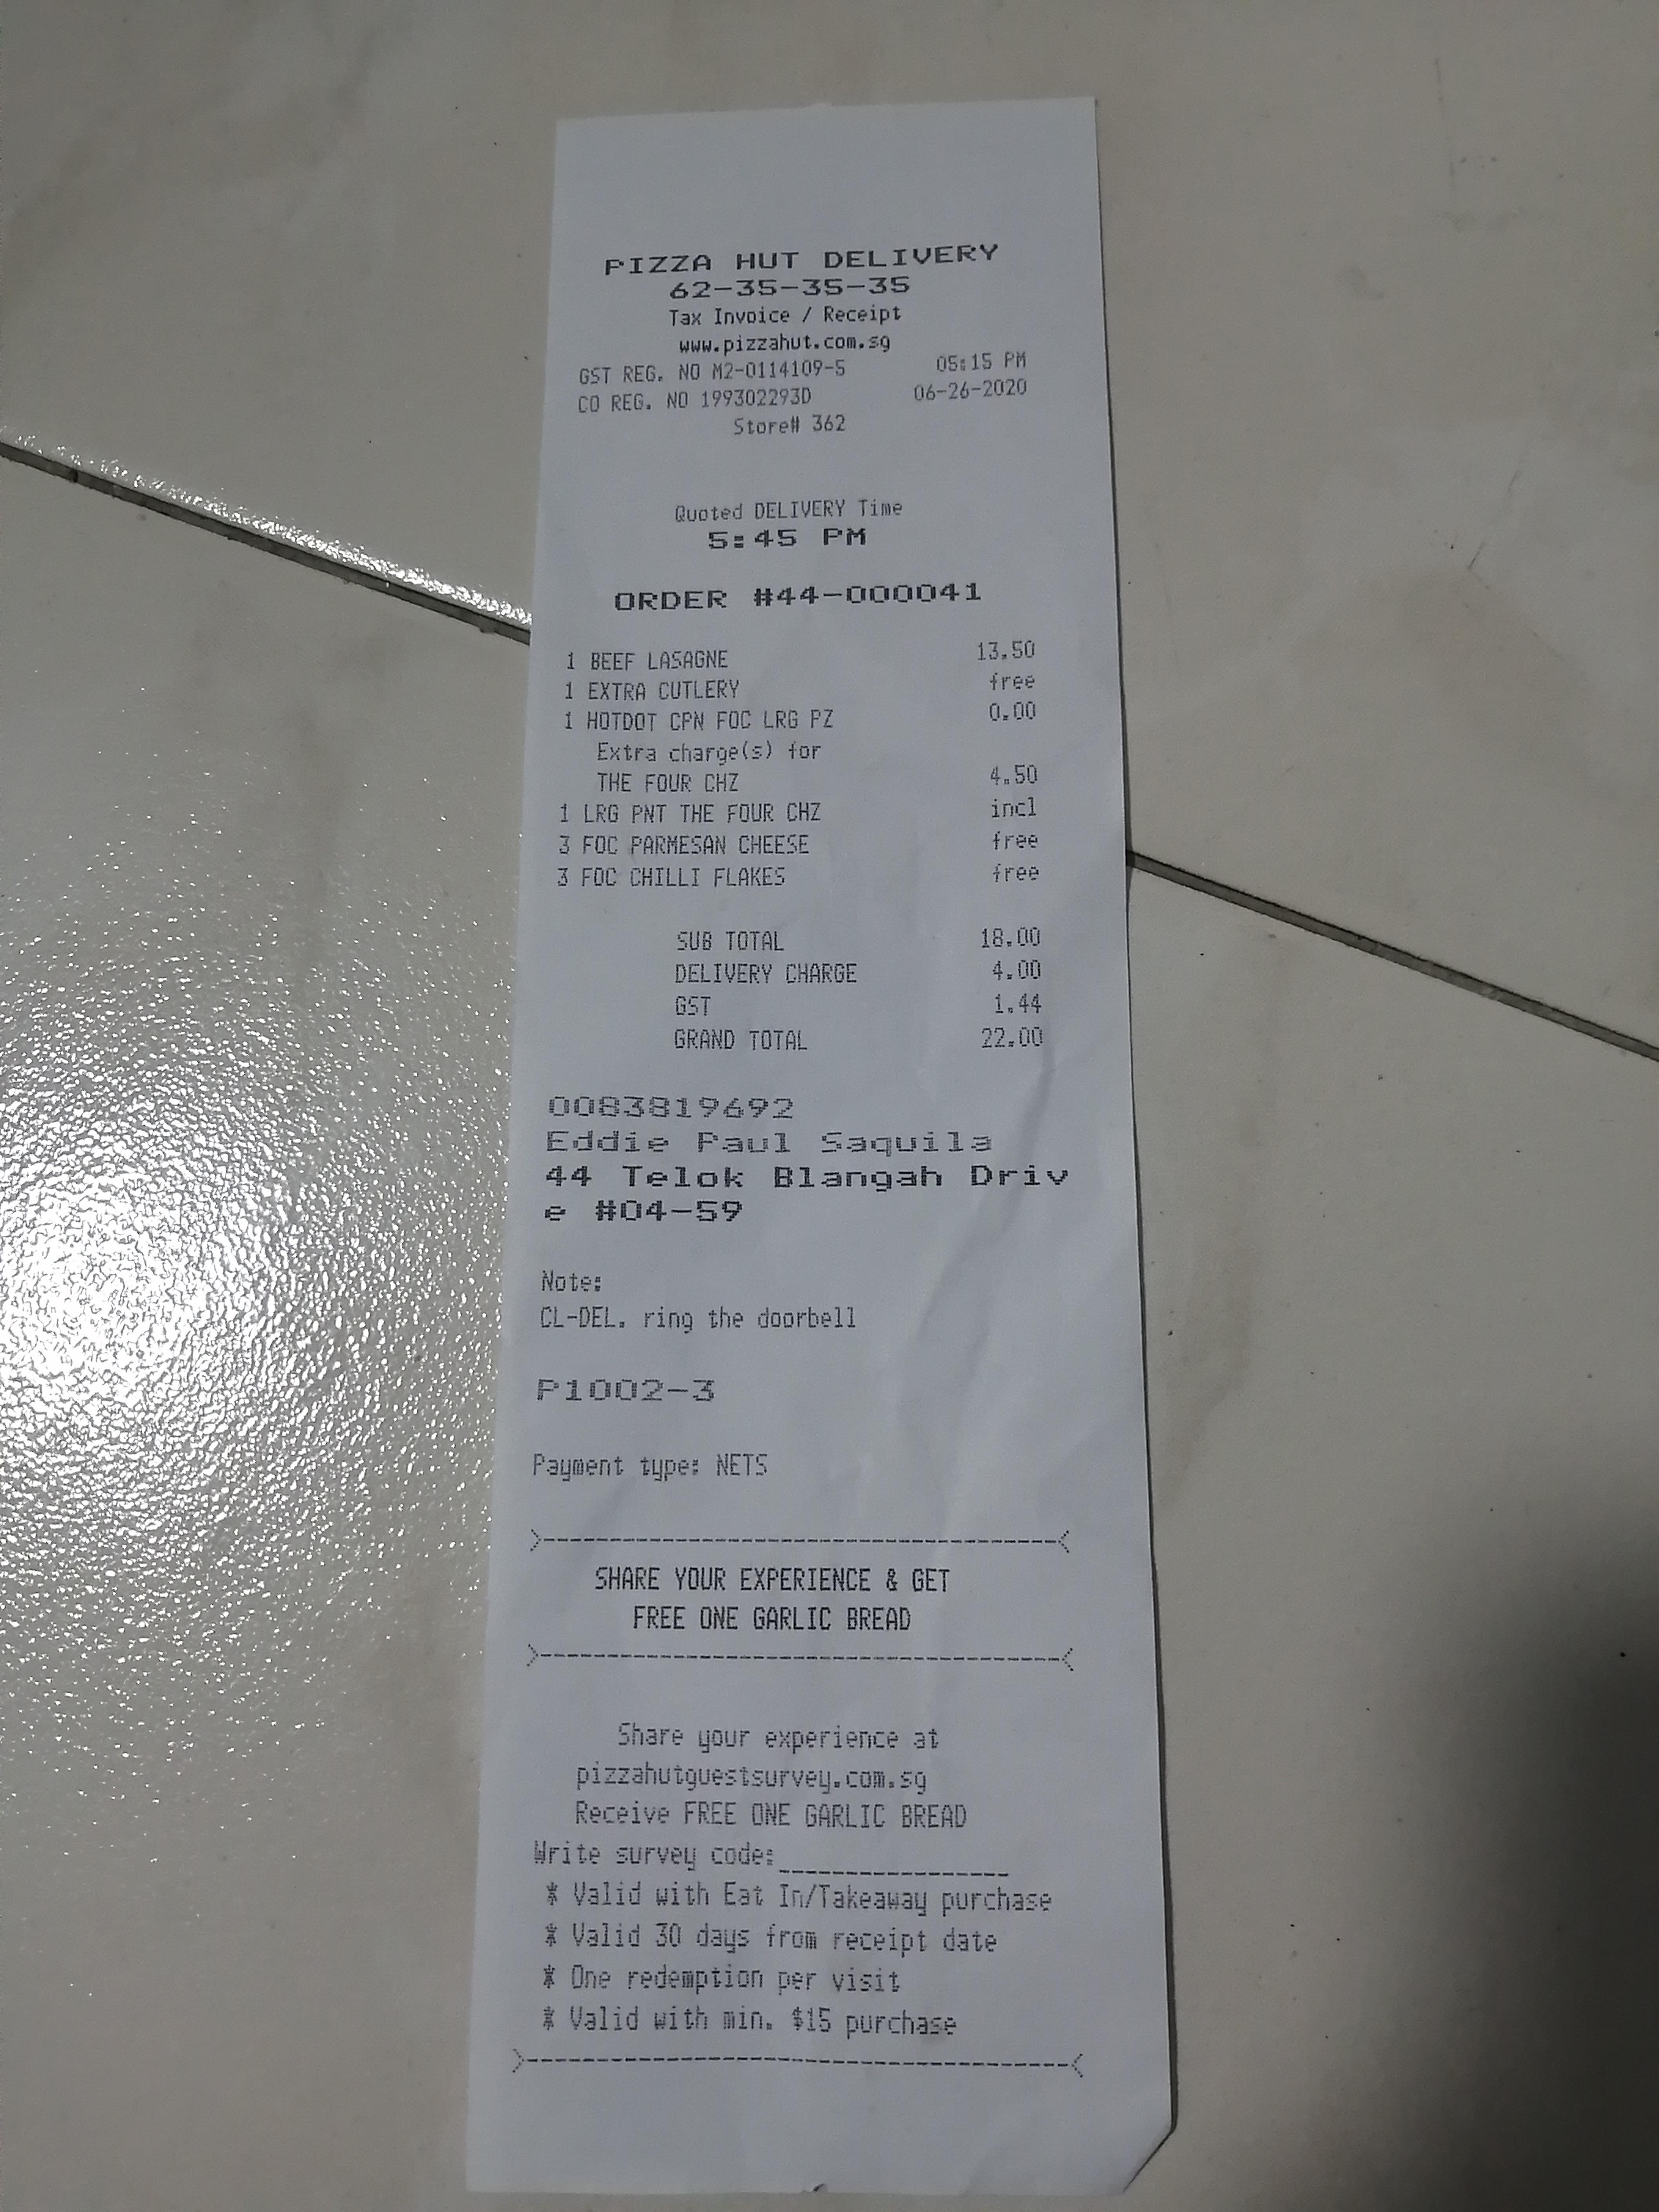 PIZZA HUT DELIVERY
62-35-35-35
Tax Invoice / Receipt
www.pizzahut.com.sg
GST REG. NO M2-0114109-5 05:15 PM
CO REG. NO 199302293D 06-26-2020
Store# 362
Quoted DELIVERY Time
5:45 PM
ORDER #44-000041
1 BEEF LASAGNE 13.50
1 EXTRA CUTLERY free
1 HOTDOT CPN FOC LRG PZ 0.00
Extra charge(s) for
THE FOUR CHZ 4.50
1 LRG PNT THE FOUR CHZ incl
3 FOC PARMESAN CHEESE free
3 FOC CHILLI FLAKES free
SUB TOTAL 18.00
DELIVERY CHARGE 4.00
GST 1.44
GRAND TOTAL 22.00
0083819692
Eddie Paul Saquila
44 Telok Blangah Driv
e #04-59
Note:
CL-DEL. ring the doorbell
P1002-3
Payment type: NETS
>----------------------------------------<
SHARE YOUR EXPERIENCE & GET
FREE ONE GARLIC BREAD
>----------------------------------------<
Share your experience at
pizzahutguestsurvey.com.sg
Receive FREE ONE GARLIC BREAD
Write survey code:_________________
* Valid with Eat In/Takeaway purchase
* Valid 30 days from receipt date
* One redemption per visit
* Valid with min. $15 purchase
>----------------------------------------<